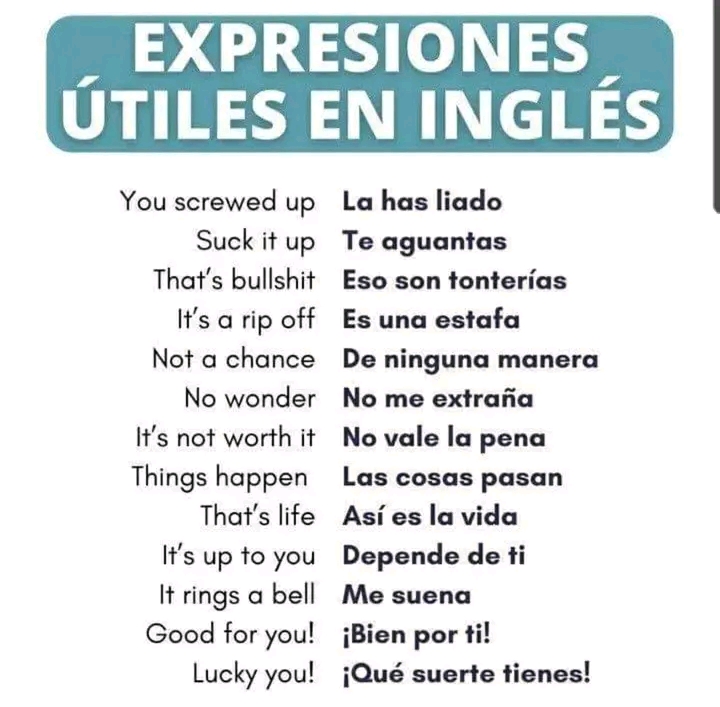 EXPRESIONES
ÚTILES EN INGLÉS
You screwed up La has liado
Suck it up Te aguantas
That's bullshit Eso son tonterías
It's a rip off Es una estafa
Not a chance De ninguna manera
No wonder No me extraña
It's not worth it No vale la pena
Things happen Las cosas pasan
That's life Así es la vida
It's up to you Depende de ti
It rings a bell Me suena
Good for you! ¡Bien por ti!
Lucky you! ¡Qué suerte tienes!